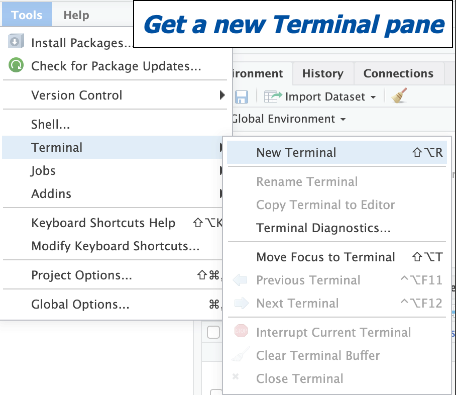 Get a new Terminal pane
Tools Help
Install Packages...
Check for Package Updates...
Version Control
Shell...
Terminal
Jobs
Addins
Keyboard Shortcuts Help ⇧⌥K
Modify Keyboard Shortcuts...
Project Options... ⇧⌘,
Global Options... ⌘,
ironment History Connections
Import Dataset
Global Environment
New Terminal ⇧⌥R
Rename Terminal
Copy Terminal to Editor
Terminal Diagnostics...
Move Focus to Terminal ⇧⌥T
Previous Terminal ^⌥F11
Next Terminal ^⌥F12
Interrupt Current Terminal
Clear Terminal Buffer
Close Terminal